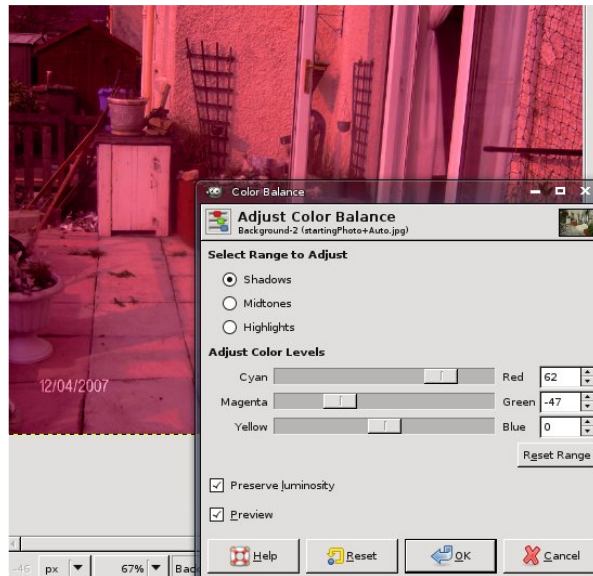 12/04/2007
Color Balance
Adjust Color Balance
Background-2 (startingPhoto+Auto.jpg)
Select Range to Adjust
Shadows
Midtones
Highlights
Adjust Color Levels
Cyan Red 62
Magenta Green -47
Yellow Blue 0
Reset Range
Preserve luminosity
Preview
Help Reset OK Cancel
-46 px 67% Bac